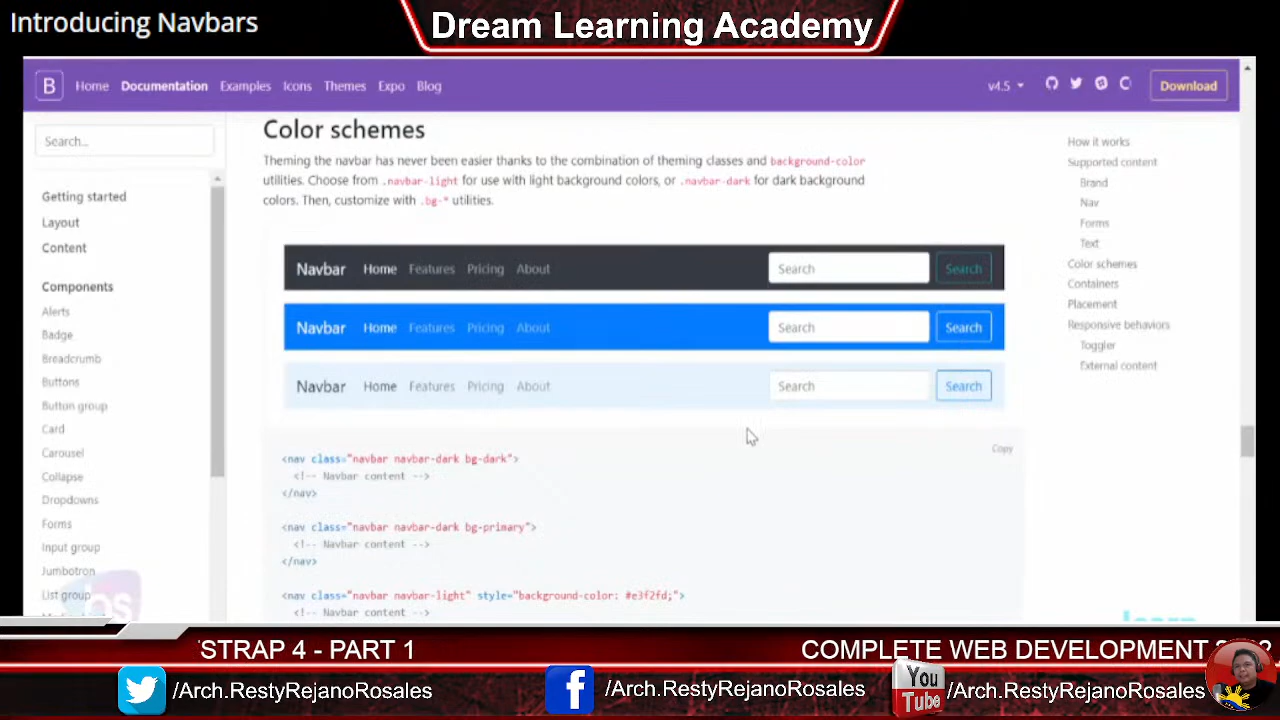 Introducing Navbars
Dream Learning Academy
B Home Documentation Examples Icons Themes Expo Blog v4.5 Download
Search...
Getting started
Layout
Content
Components
Alerts
Badge
Breadcrumb
Buttons
Button group
Card
Carousel
Collapse
Dropdowns
Forms
Input group
Jumbotron
List group
Color schemes
Theming the navbar has never been easier thanks to the combination of theming classes and background-color
utilities. Choose from .navbar-light for use with light background colors, or .navbar-dark for dark background
colors. Then, customize with .bg-* utilities.
Navbar Home Features Pricing About Search Search
Navbar Home Features Pricing About Search Search
Navbar Home Features Pricing About Search Search
Copy
<nav class="navbar navbar-dark bg-dark">
<!-- Navbar content -->
</nav>
<nav class="navbar navbar-dark bg-primary">
<!-- Navbar content -->
</nav>
<nav class="navbar navbar-light" style="background-color: #e3f2fd;">
<!-- Navbar content -->
How it works
Supported content
Brand
Nav
Forms
Text
Color schemes
Containers
Placement
Responsive behaviors
Toggler
External content
bs
STRAP 4 - PART 1
COMPLETE WEB DEVELOPMENT
/Arch.RestyRejanoRosales
f /Arch.RestyRejanoRosales
You Tube /Arch.RestyRejanoRosales